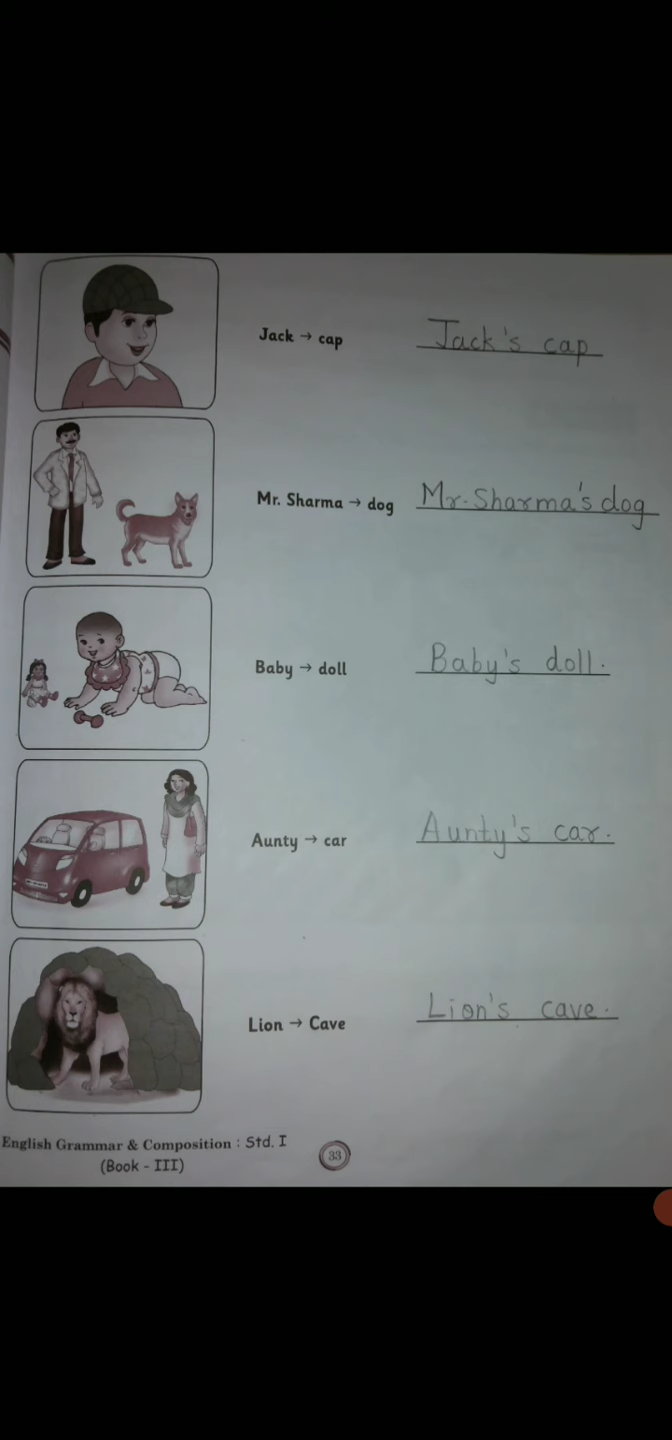 Jack → cap Jack's cap
Mr. Sharma → dog Mr. Sharma's dog
Baby → doll Baby's doll.
Aunty → car Aunty's car.
Lion → Cave Lion's cave.
English Grammar & Composition : Std. I
(Book - III)
33